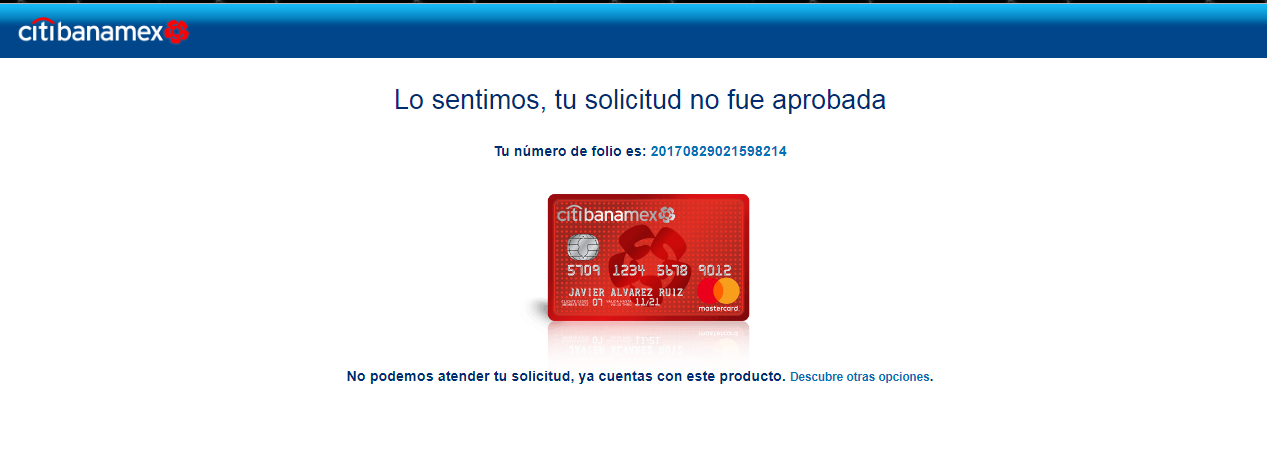 citibanamex
Lo sentimos, tu solicitud no fue aprobada
Tu número de folio es: 20170829021598214
citibanamex
5709 1234 5678 9012
JAVIER ALVAREZ RUIZ
07 11/21
mastercard
No podemos atender tu solicitud, ya cuentas con este producto. Descubre otras opciones.